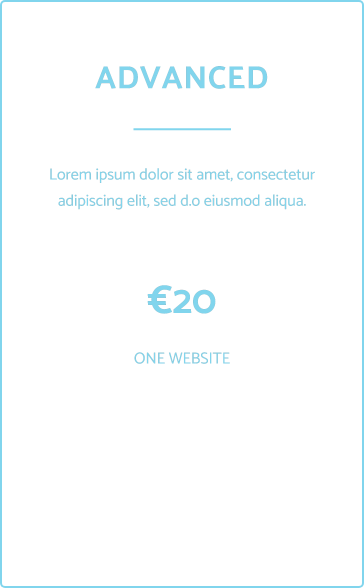 ADVANCED
Lorem ipsum dolor sit amet, consectetur
adipiscing elit, sed d.o eiusmod aliqua.
€20
ONE WEBSITE